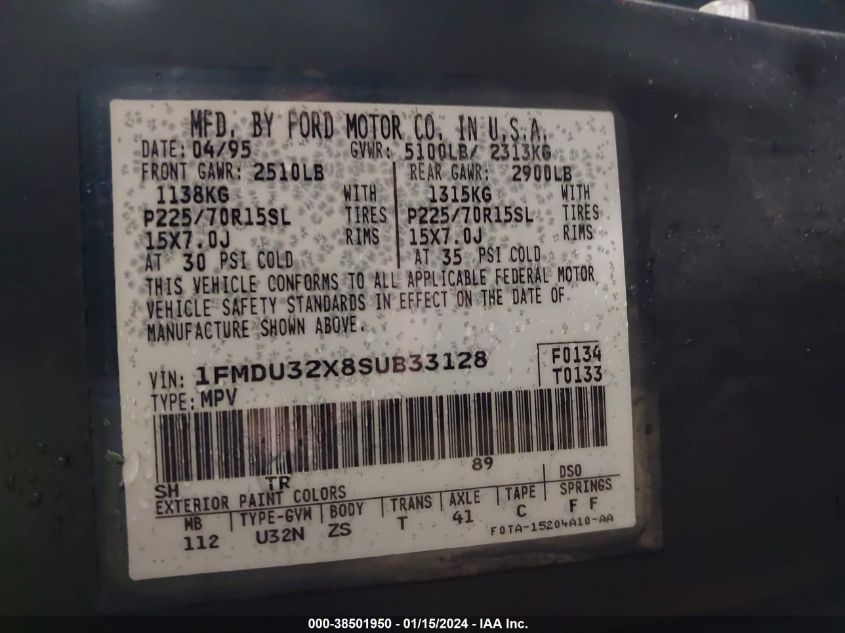 MFD. BY FORD MOTOR CO. IN U.S.A.
DATE: 04/95 GVWR: 5100LB/ 2313KG
FRONT GAWR: 2510LB REAR GAWR: 2900LB
1138KG WITH 1315KG WITH
P225/70R15SL TIRES P225/70R15SL TIRES
15X7.0J RIMS 15X7.0J RIMS
AT 30 PSI COLD AT 35 PSI COLD
THIS VEHICLE CONFORMS TO ALL APPLICABLE FEDERAL MOTOR
VEHICLE SAFETY STANDARDS IN EFFECT ON THE DATE OF
MANUFACTURE SHOWN ABOVE.
VIN: 1FMDU32X8SUB33128 F0134
TYPE: MPV T0133
SH TR 89
EXTERIOR PAINT COLORS DSO
WB TYPE-GVW BODY TRANS AXLE TAPE SPRINGS
112 U32N ZS T 41 C F F
F0TA-15204A10-AA
000-38501950 - 01/15/2024 - IAA Inc.